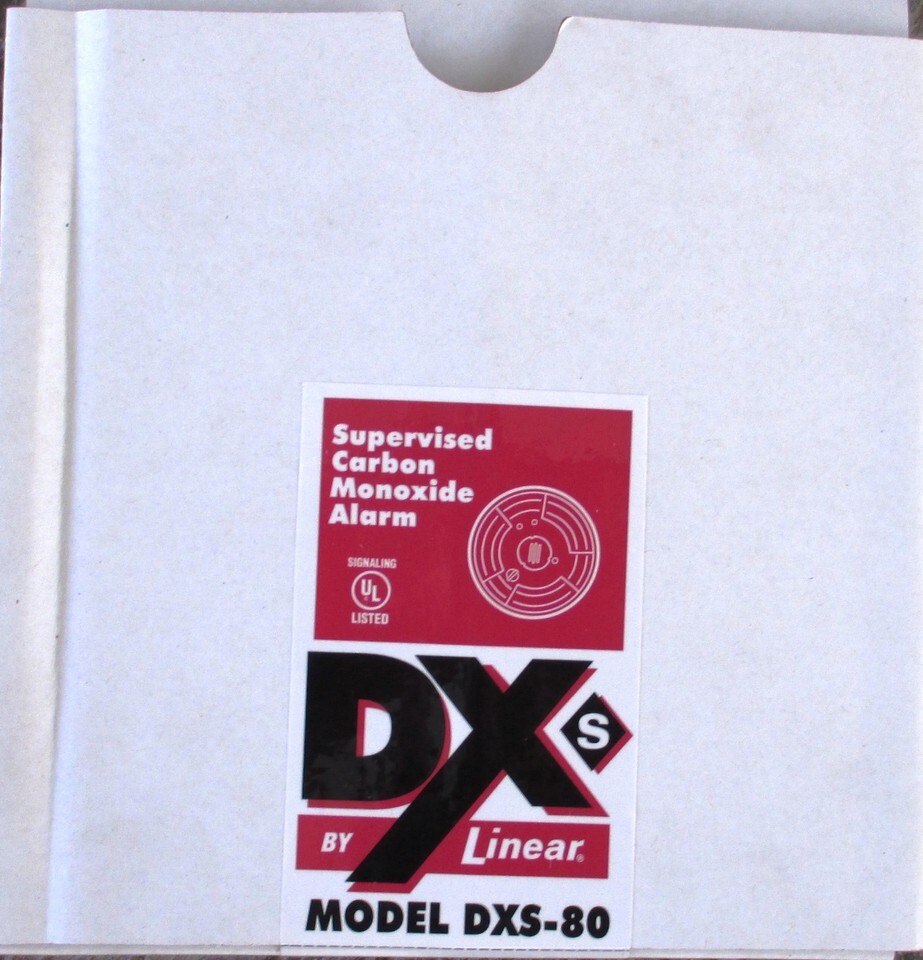 Supervised
Carbon
Monoxide
Alarm
SIGNALING
UL
LISTED
DX
S
BY Linear®
MODEL DXS-80